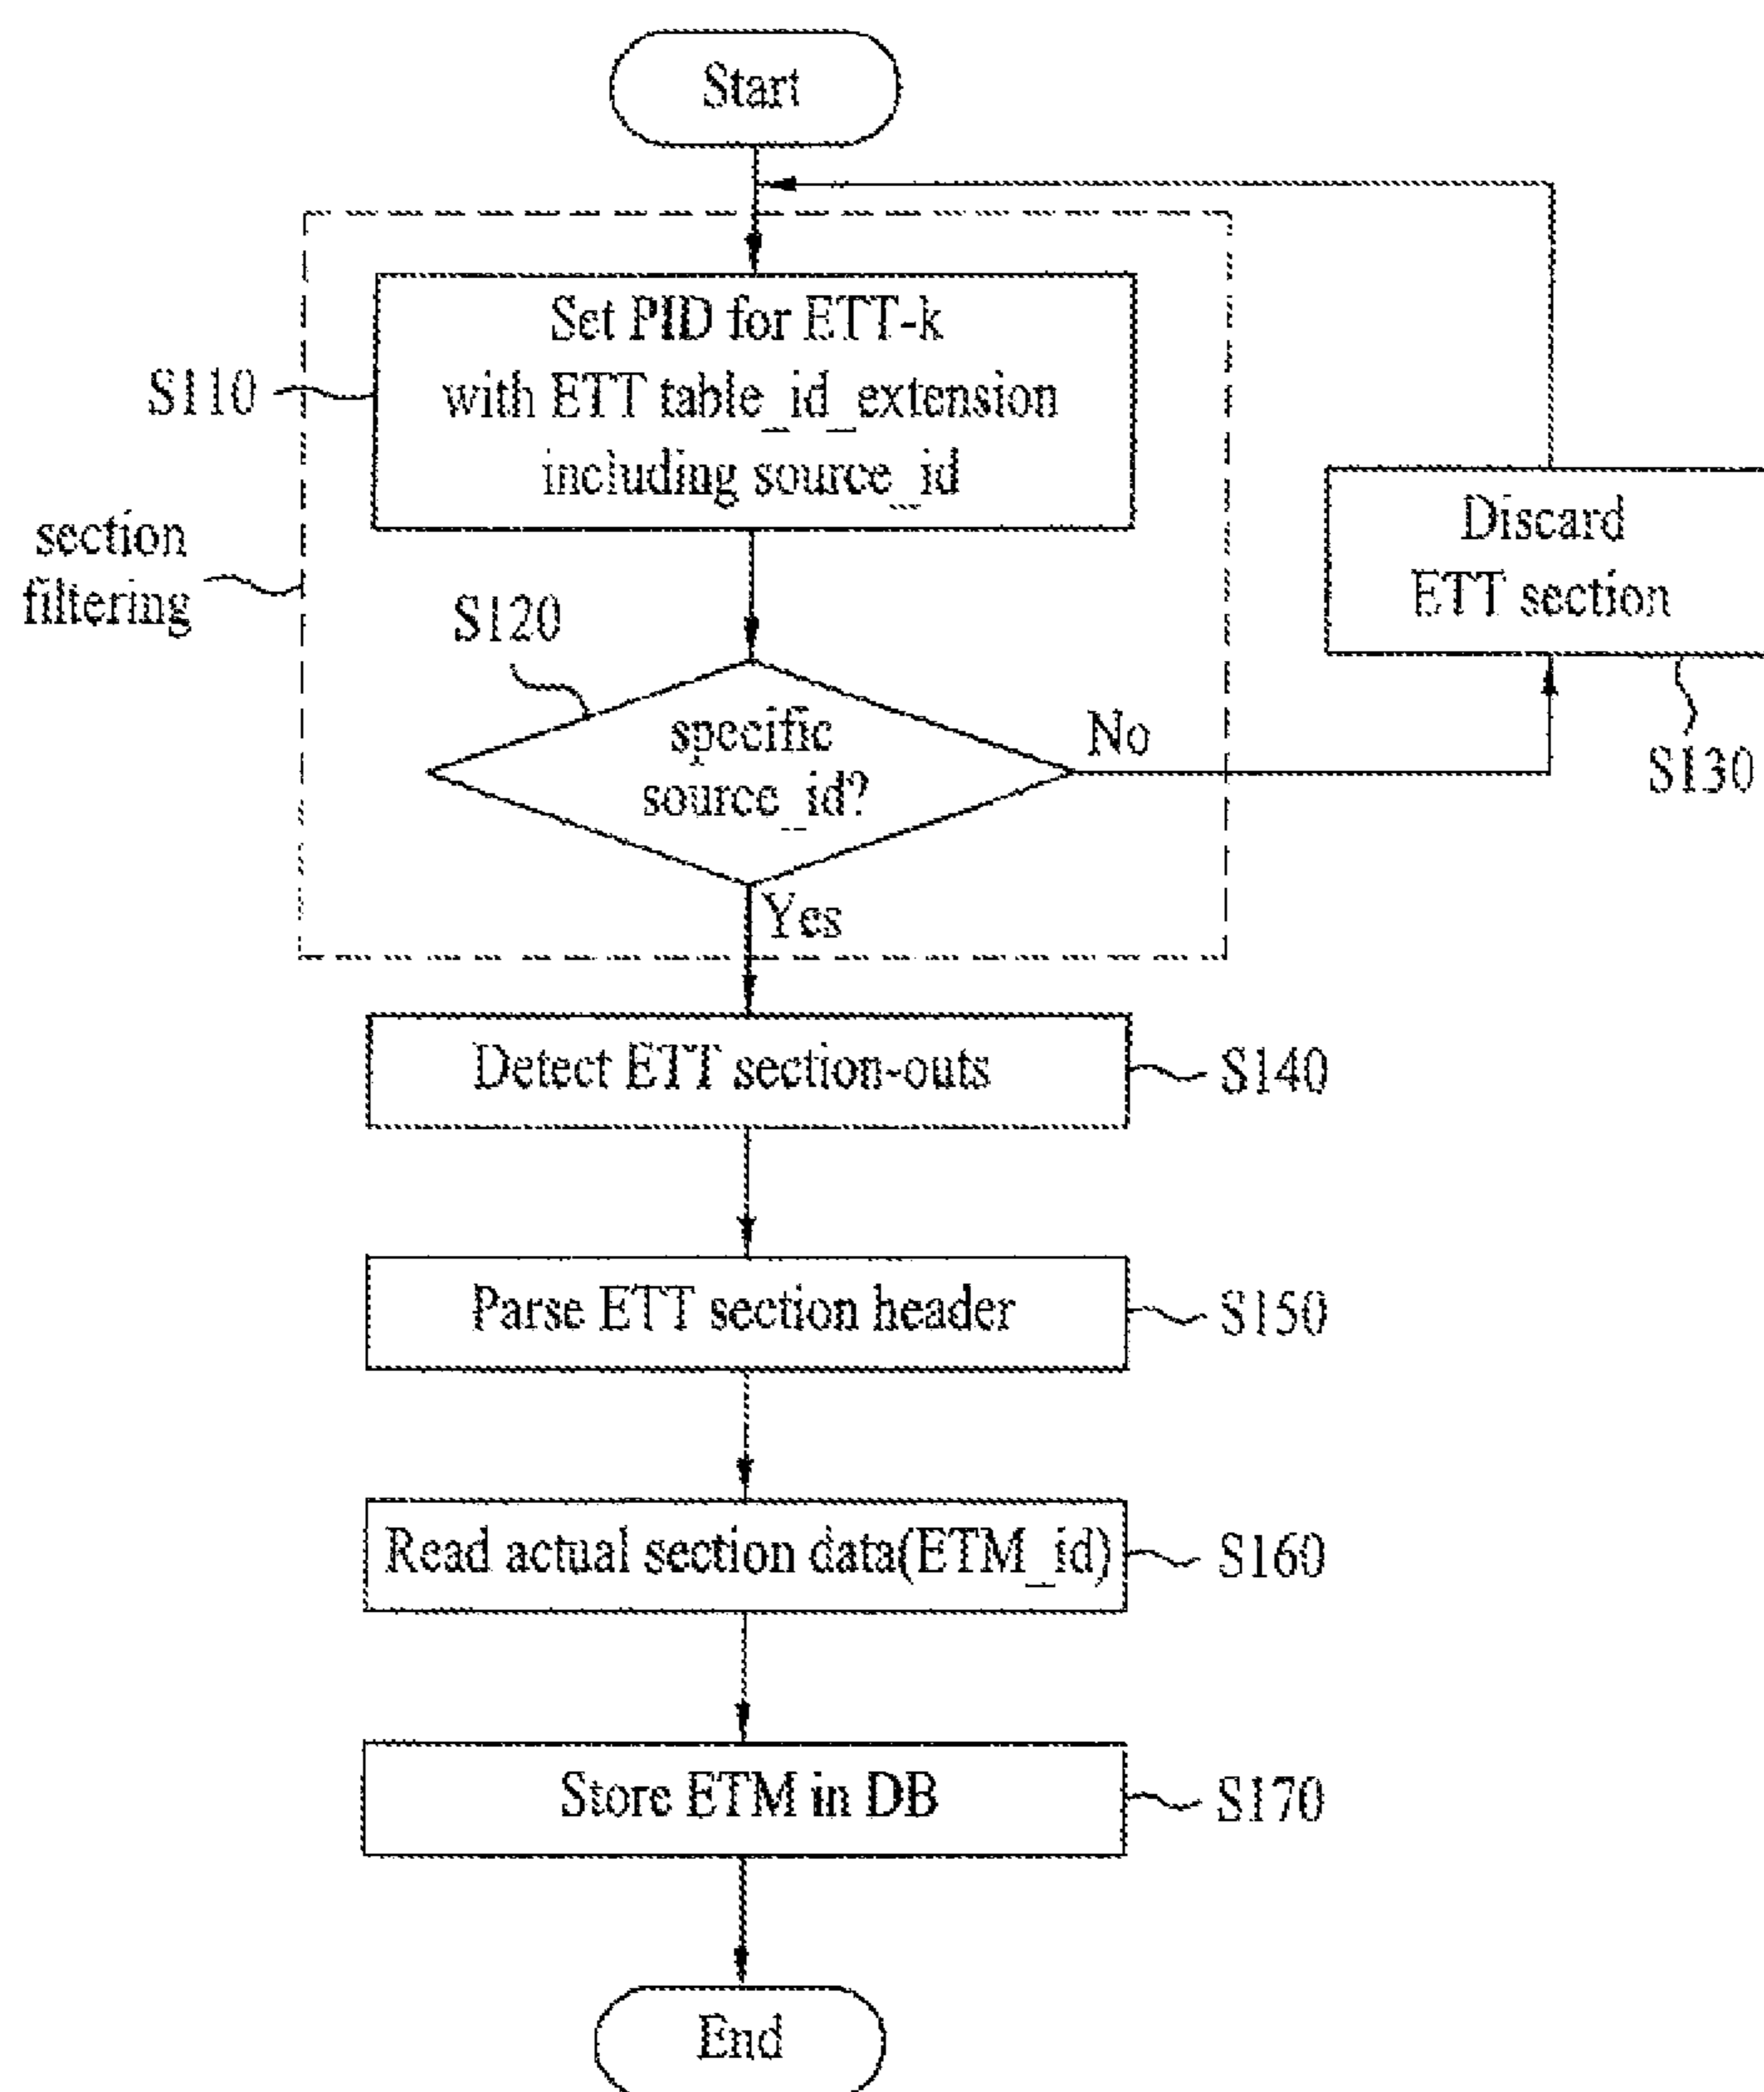 Start
Set PID for ETT-k
with ETT table_id_extension
including source_id
S110
section
filtering
S120
specific
source_id?
No
Yes
Discard
ETT section
S130
Detect ETT section-outs
S140
Parse ETT section header
S150
Read actual section data(ETM_id)
S160
Store ETM in DB
S170
End